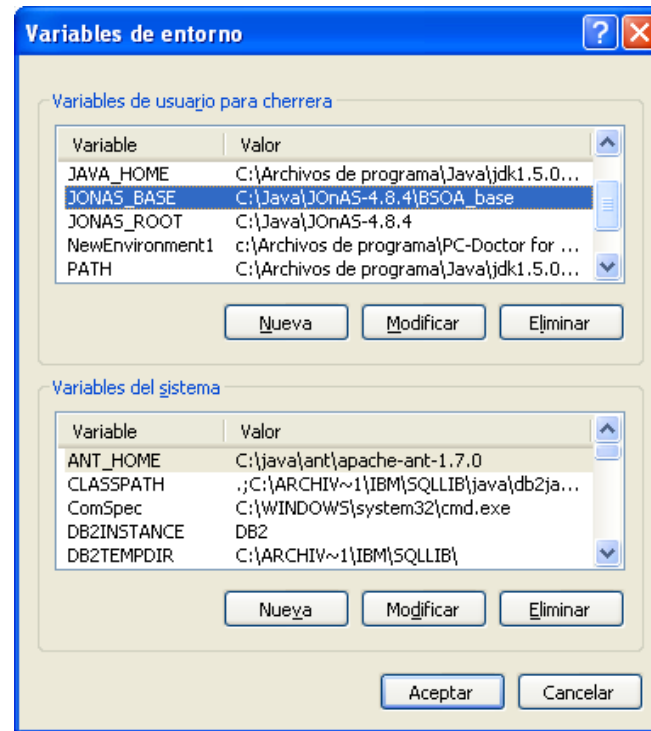 Variables de entorno
Variables de usuario para cherrera
Variable Valor
JAVA_HOME C:\Archivos de programa\Java\jdk1.5.0...
JONAS_BASE C:\Java\JOnAS-4.8.4\BSOA_base
JONAS_ROOT C:\Java\JOnAS-4.8.4
NewEnvironment1 c:\Archivos de programa\PC-Doctor for ...
PATH C:\Archivos de programa\Java\jdk1.5.0...
Nueva Modificar Eliminar
Variables del sistema
Variable Valor
ANT_HOME C:\java\ant\apache-ant-1.7.0
CLASSPATH .;C:\ARCHIV~1\IBM\SQLLIB\java\db2ja...
ComSpec C:\WINDOWS\system32\cmd.exe
DB2INSTANCE DB2
DB2TEMPDIR C:\ARCHIV~1\IBM\SQLLIB\
Nueva Modificar Eliminar
Aceptar Cancelar